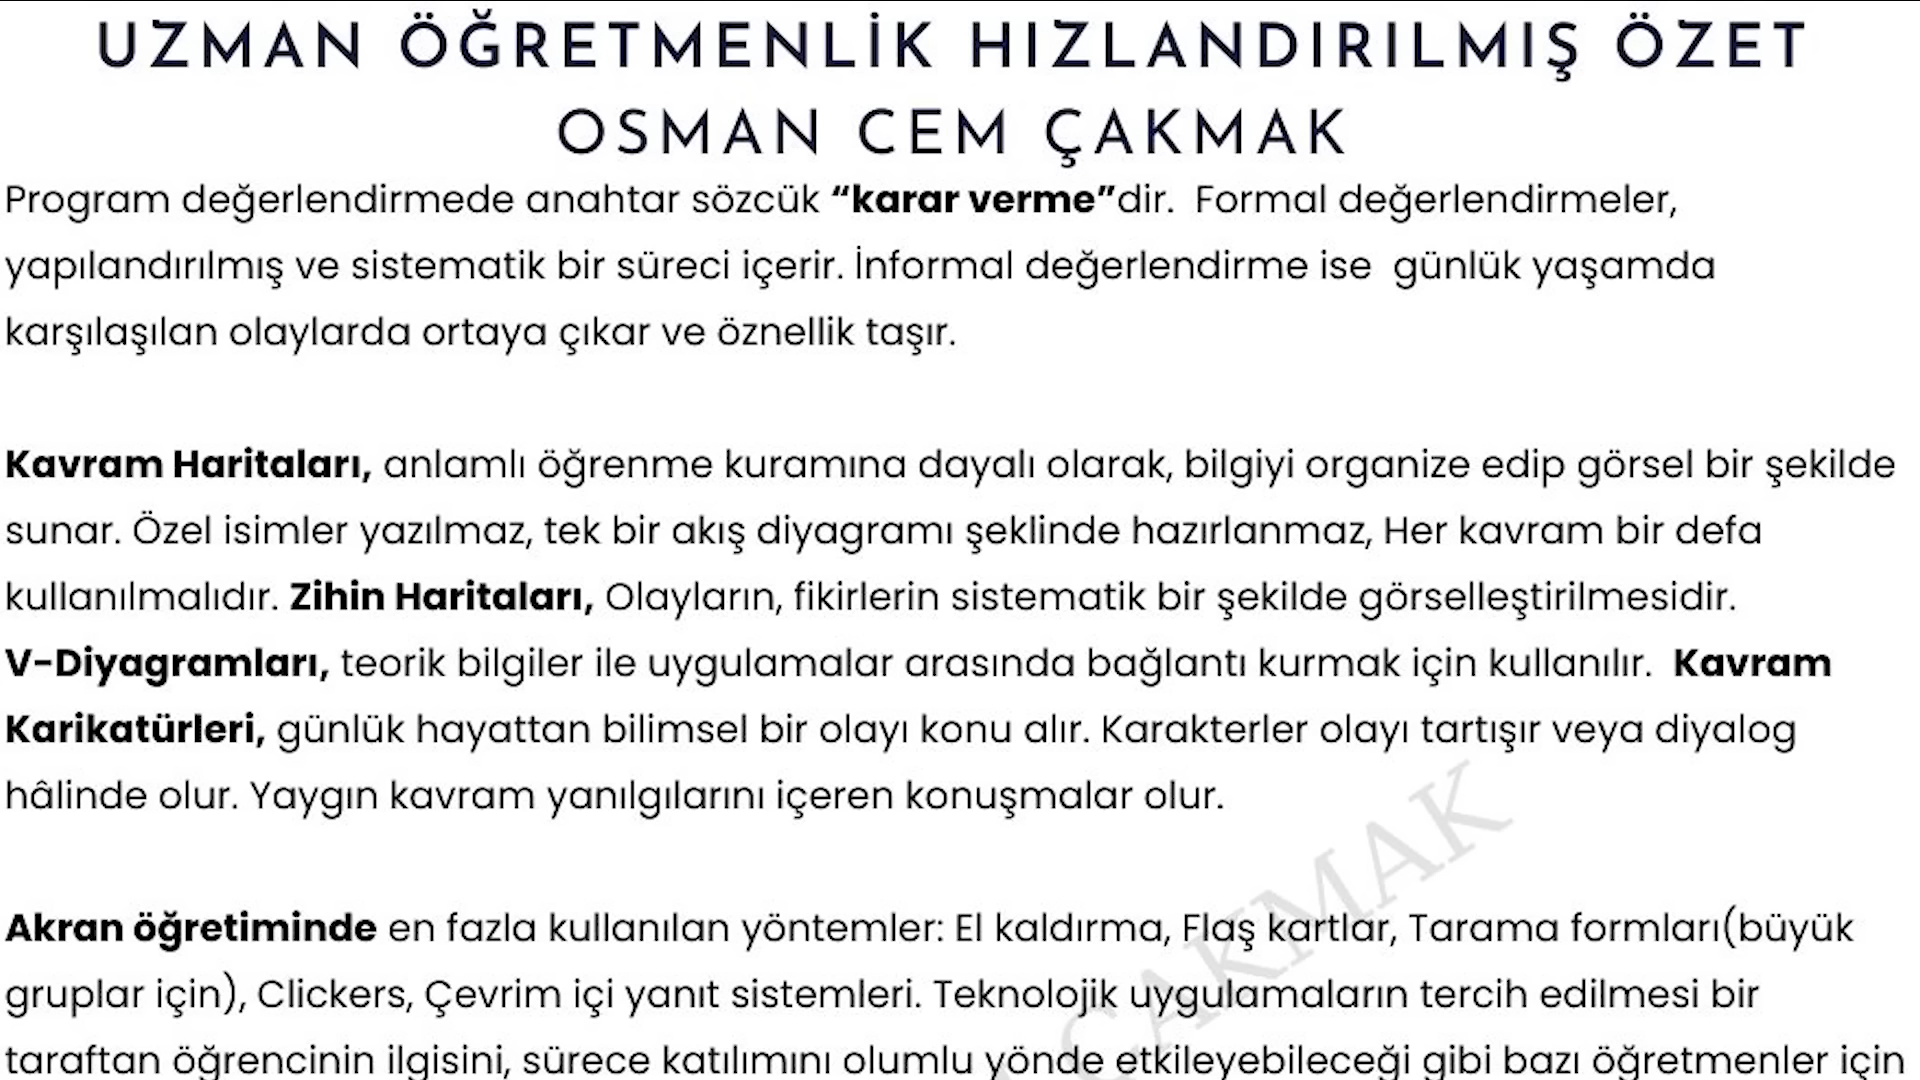 UZMAN ÖĞRETMENLİK HIZLANDIRILMIŞ ÖZET
OSMAN CEM ÇAKMAK
Program değerlendirmede anahtar sözcük “karar verme”dir. Formal değerlendirmeler,
yapılandırılmış ve sistematik bir süreci içerir. İnformal değerlendirme ise günlük yaşamda
karşılaşılan olaylarda ortaya çıkar ve öznellik taşır.
Kavram Haritaları, anlamlı öğrenme kuramına dayalı olarak, bilgiyi organize edip görsel bir şekilde
sunar. Özel isimler yazılmaz, tek bir akış diyagramı şeklinde hazırlanmaz, Her kavram bir defa
kullanılmalıdır. Zihin Haritaları, Olayların, fikirlerin sistematik bir şekilde görselleştirilmesidir.
V-Diyagramları, teorik bilgiler ile uygulamalar arasında bağlantı kurmak için kullanılır. Kavram
Karikatürleri, günlük hayattan bilimsel bir olayı konu alır. Karakterler olayı tartışır veya diyalog
hâlinde olur. Yaygın kavram yanılgılarını içeren konuşmalar olur.
Akran öğretiminde en fazla kullanılan yöntemler: El kaldırma, Flaş kartlar, Tarama formları(büyük
gruplar için), Clickers, Çevrim içi yanıt sistemleri. Teknolojik uygulamaların tercih edilmesi bir
taraftan öğrencinin ilgisini, sürece katılımını olumlu yönde etkileyebileceği gibi bazı öğretmenler için
ÇAKMAK